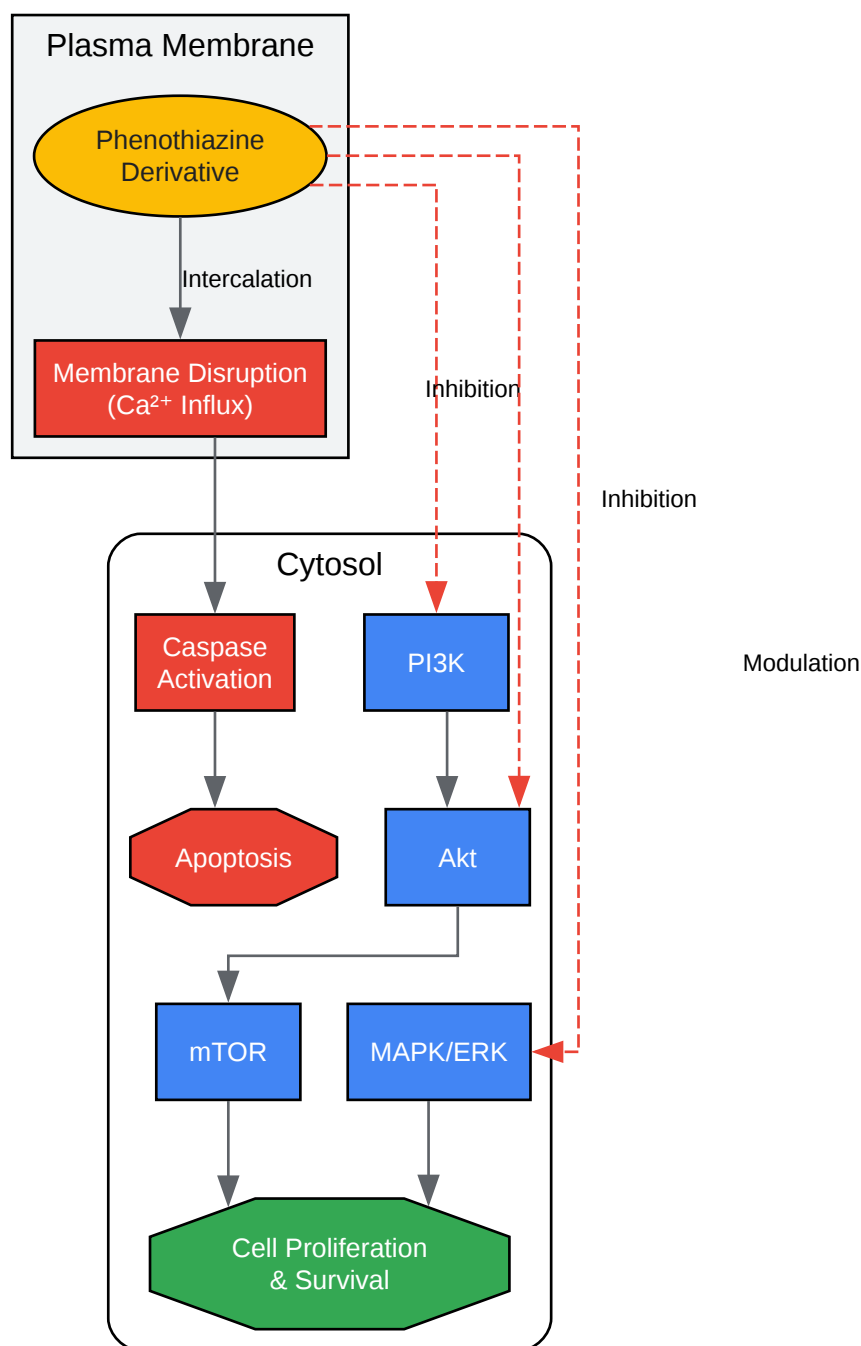 Plasma Membrane
Phenothiazine
Derivative
Intercalation
Membrane Disruption
(Ca²⁺ Influx)
Inhibition
Inhibition
Cytosol
Caspase
Activation
PI3K
Modulation
Apoptosis
Akt
mTOR
MAPK/ERK
Cell Proliferation
& Survival